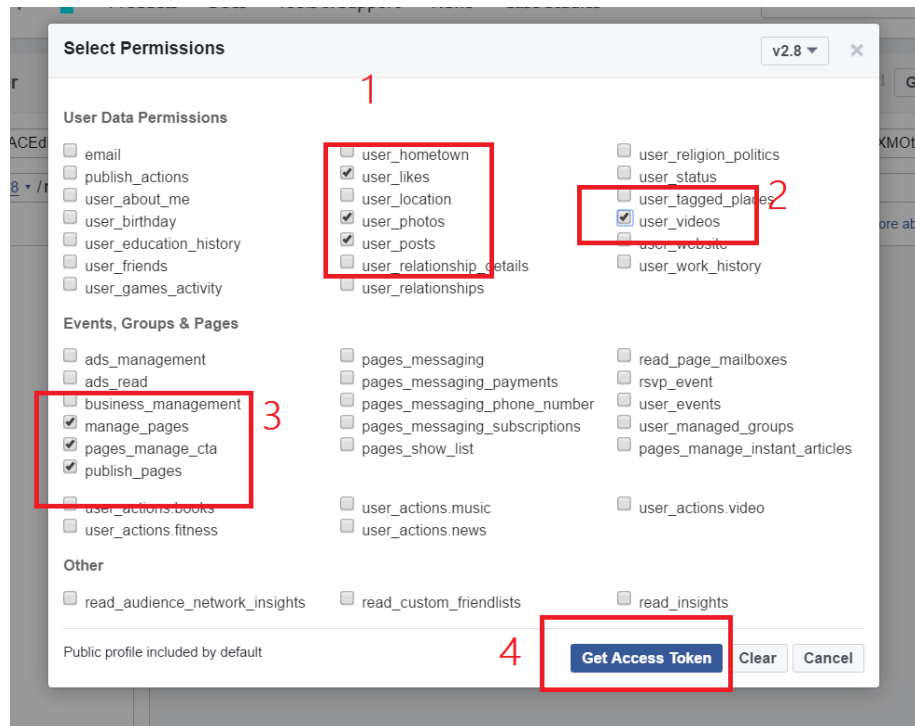 Select Permissions
v2.8
1
User Data Permissions
email
user_hometown
user_religion_politics
publish_actions
user_likes
user_status
user_about_me
user_location
user_tagged_places
2
user_birthday
user_photos
user_videos
user_education_history
user_posts
user_website
user_friends
user_relationship_details
user_work_history
user_games_activity
user_relationships
Events, Groups & Pages
ads_management
pages_messaging
read_page_mailboxes
ads_read
pages_messaging_payments
rsvp_event
business_management
pages_messaging_phone_number
user_events
3
manage_pages
pages_messaging_subscriptions
user_managed_groups
pages_manage_cta
pages_show_list
pages_manage_instant_articles
publish_pages
user_actions.books
user_actions.music
user_actions.video
user_actions.fitness
user_actions.news
Other
read_audience_network_insights
read_custom_friendlists
read_insights
Public profile included by default
4
Get Access Token
Clear
Cancel